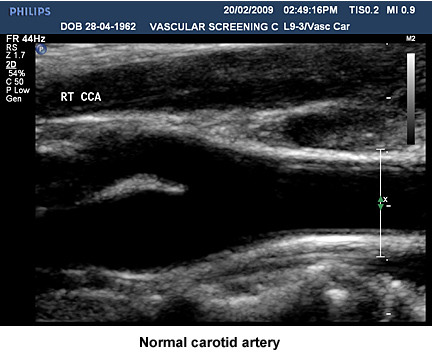 PHILIPS 20/02/2009 02:49:16PM TIS0.2 MI 0.9
DOB 28-04-1962 VASCULAR SCREENING C L9-3/Vasc Car
FR 44Hz
RS
Z 1.7
2D
54%
C 50
P Low
Gen
P
M2
RT CCA
X
Normal carotid artery